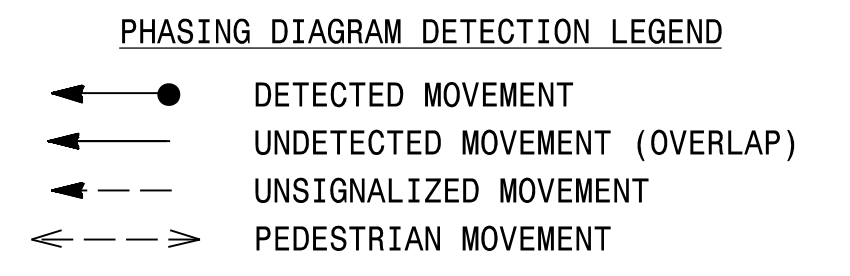 PHASING DIAGRAM DETECTION LEGEND
DETECTED MOVEMENT
UNDETECTED MOVEMENT (OVERLAP)
UNSIGNALIZED MOVEMENT
PEDESTRIAN MOVEMENT